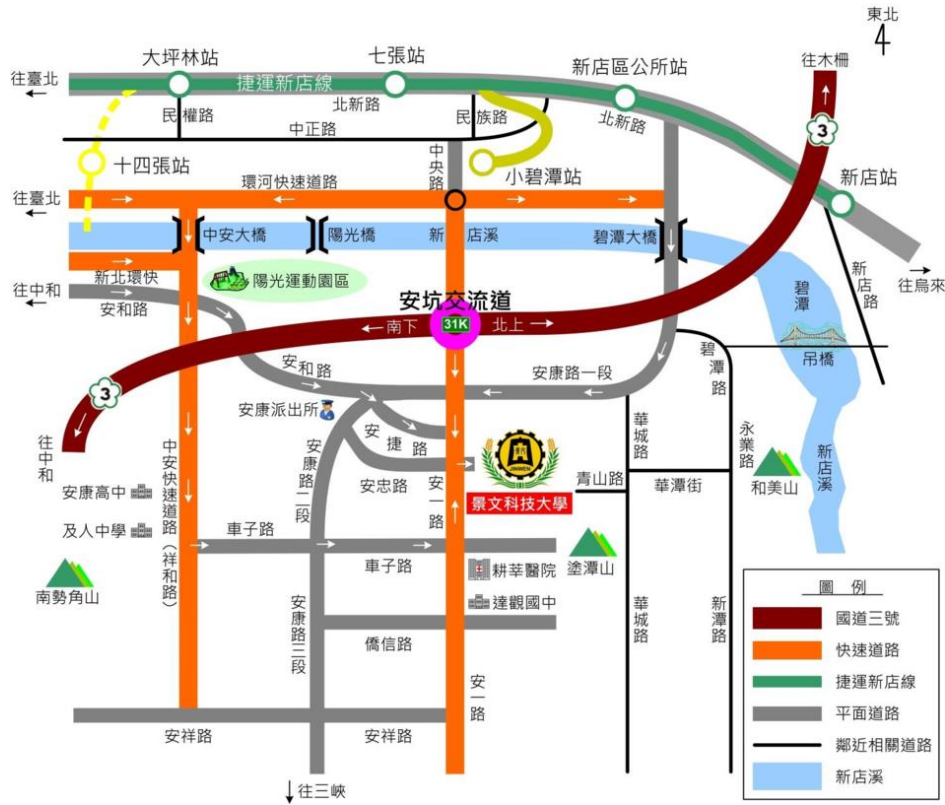 東北
4
往木柵
大坪林站
七張站
新店區公所站
往臺北
捷運新店線
北新路
民權路
民族路
北新路
3
中正路
十四張站
中央路
小碧潭站
新店站
環河快速道路
往臺北
中安大橋
陽光橋
新店溪
碧潭大橋
新北環快
陽光運動園區
往中和
安和路
安坑交流道
碧潭
新店路
往烏來
南下
31K
北上
碧潭路
吊橋
安和路
安康路一段
3
安康派出所
往中和
安捷路
安康路二段
安忠路
安一路
JINWEN
景文科技大學
華城路
永業路
青山路
華潭街
和美山
新店溪
中安快速道路(祥和路)
安康高中
及人中學
車子路
車子路
南勢角山
耕莘醫院
塗潭山
達觀國中
安康路三段
僑信路
華城路
新潭路
安一路
安祥路
安祥路
往三峽
圖 例
國道三號
快速道路
捷運新店線
平面道路
鄰近相關道路
新店溪